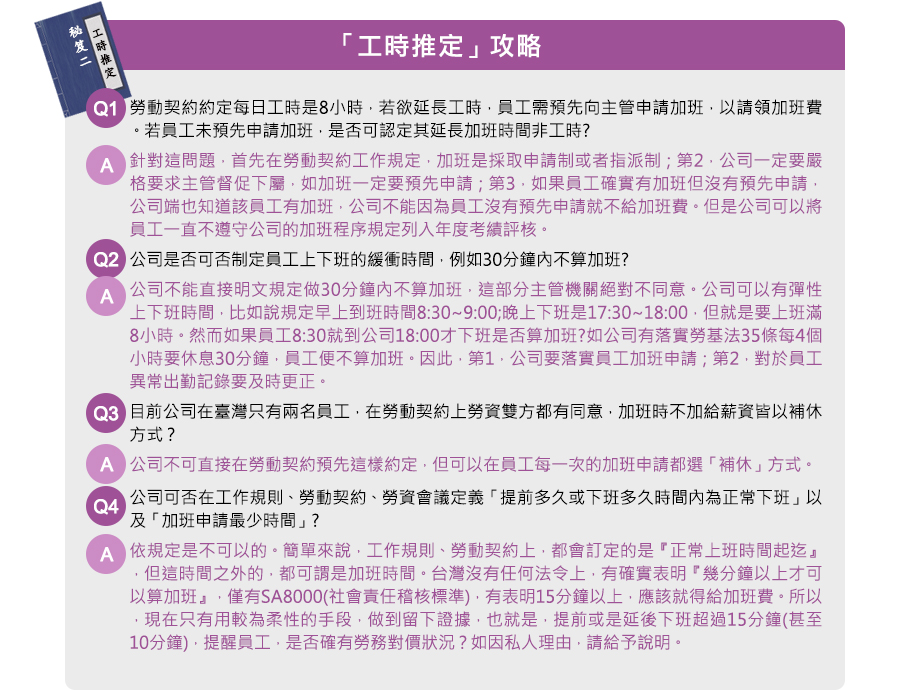 秘笈二
工時推定
「工時推定」攻略
Q1
勞動契約約定每日工時是8小時，若欲延長工時，員工需預先向主管申請加班，以請領加班費
。若員工未預先申請加班，是否可認定其延長加班時間非工時?
A
針對這問題，首先在勞動契約工作規定，加班是採取申請制或者指派制；第2，公司一定要嚴
格要求主管督促下屬，如加班一定要預先申請；第3，如果員工確實有加班但沒有預先申請，
公司端也知道該員工有加班，公司不能因為員工沒有預先申請就不給加班費。但是公司可以將
員工一直不遵守公司的加班程序規定列入年度考績評核。
Q2
公司是否可否制定員工上下班的緩衝時間，例如30分鐘內不算加班?
A
公司不能直接明文規定做30分鐘內不算加班，這部分主管機關絕對不同意。公司可以有彈性
上下班時間，比如說規定早上到班時間8:30~9:00;晚上下班是17:30~18:00，但就是要上班滿
8小時。然而如果員工8:30就到公司18:00才下班是否算加班?如公司有落實勞基法35條每4個
小時要休息30分鐘，員工便不算加班。因此，第1，公司要落實員工加班申請；第2，對於員工
異常出勤記錄要及時更正。
Q3
目前公司在臺灣只有兩名員工，在勞動契約上勞資雙方都有同意，加班時不加給薪資皆以補休
方式？
A
公司不可直接在勞動契約預先這樣約定，但可以在員工每一次的加班申請都選「補休」方式。
Q4
公司可否在工作規則、勞動契約、勞資會議定義「提前多久或下班多久時間內為正常下班」以
及「加班申請最少時間」?
A
依規定是不可以的。簡單來說，工作規則、勞動契約上，都會訂定的是『正常上班時間起迄』
，但這時間之外的，都可謂是加班時間。台灣沒有任何法令上，有確實表明『幾分鐘以上才可
以算加班』，僅有SA8000(社會責任稽核標準)，有表明15分鐘以上，應該就得給加班費。所以
，現在只有用較為柔性的手段，做到留下證據，也就是，提前或是延後下班超過15分鐘(甚至
10分鐘)，提醒員工，是否確有勞務對價狀況？如因私人理由，請給予說明。